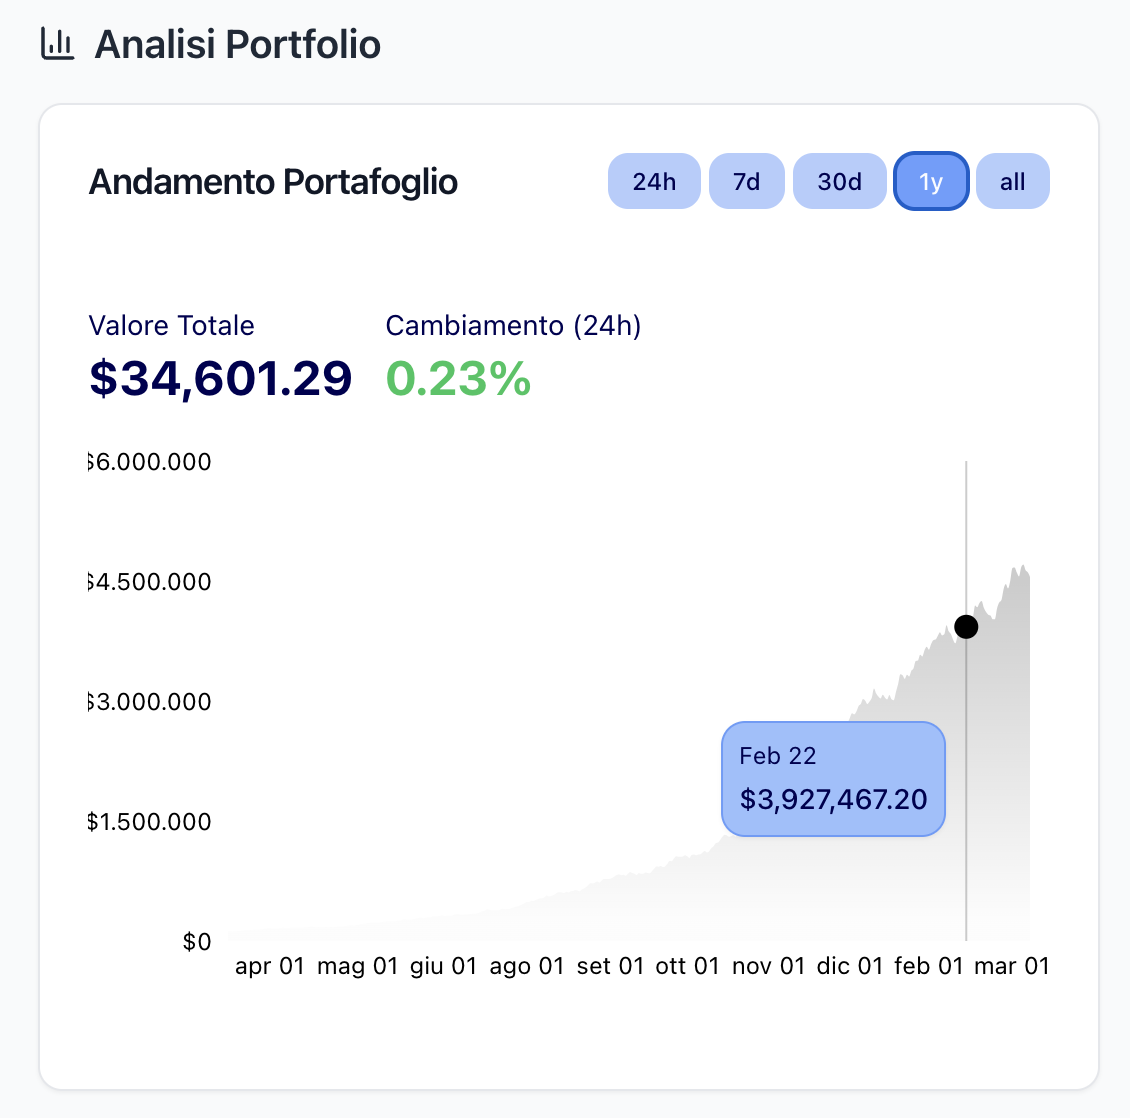 Analisi Portfolio
Andamento Portafoglio
24h 7d 30d 1y all
Valore Totale Cambiamento (24h)
$34,601.29 0.23%
$6.000.000
$4.500.000
$3.000.000
$1.500.000
Feb 22
$3,927,467.20
$0
apr 01 mag 01 giu 01 ago 01 set 01 ott 01 nov 01 dic 01 feb 01 mar 01